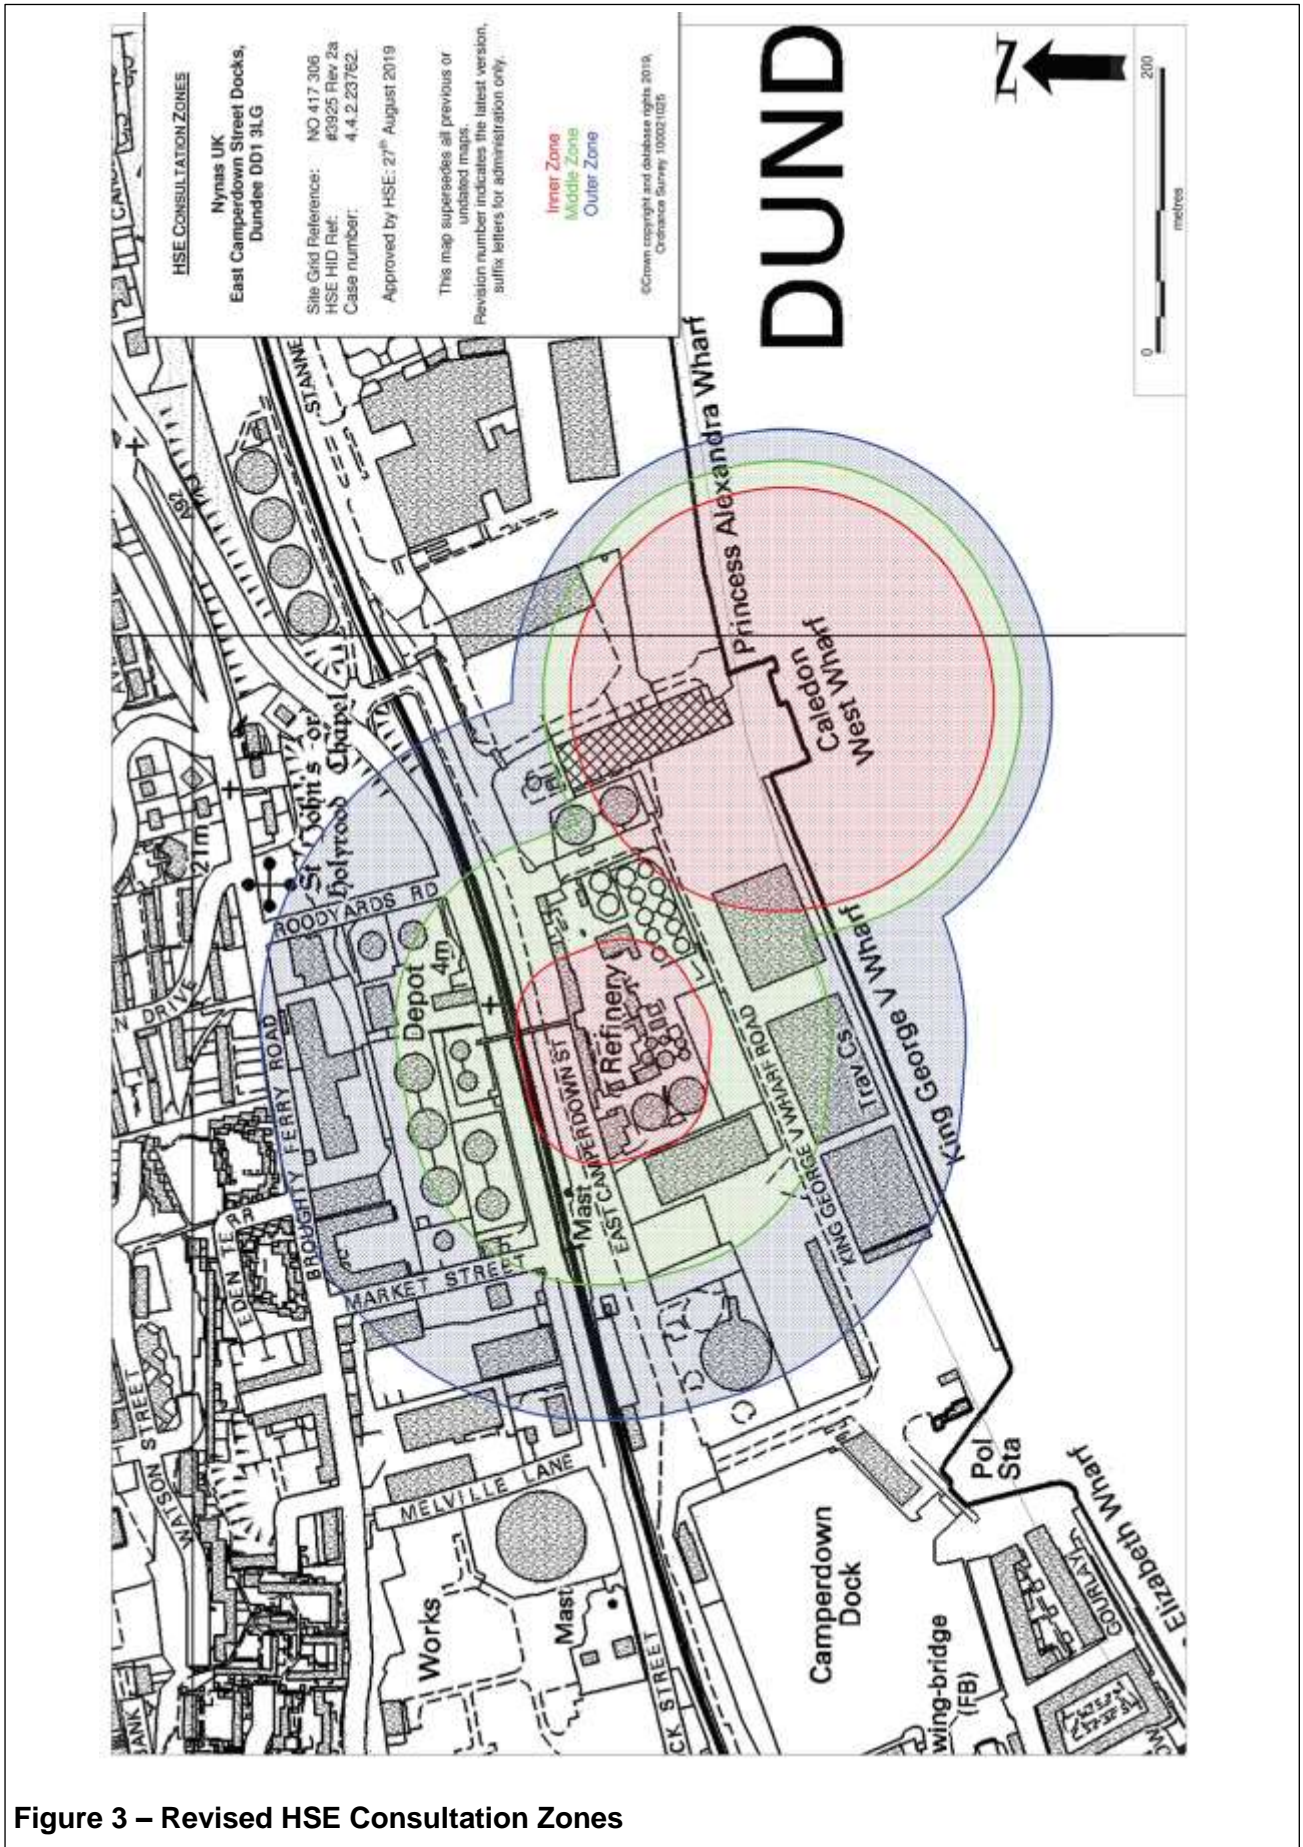 HSE CONSULTATION ZONES
Nynas UK
East Camperdown Street Docks,
Dundee DD1 3LG
Site Grid Reference: NO 417 306
HSE HID Ref: #3925 Rev 2a
Case number: 4.4.2.23762.
Approved by HSE: 27th August 2019
This map supersedes all previous or
undated maps.
Revision number indicates the latest version,
suffix letters for administration only.
Inner Zone
Middle Zone
Outer Zone
©Crown copyright and database rights 2019,
Ordnance Survey 100021025
N
0
200
metres
DUND
A92
STANNE
21m
St John's or
Holyrood Chapel
ROODYARDS RD
N DRIVE
BROUGHTY FERRY ROAD
EDEN TERR
MARKET STREET
WATSON STREET
MELVILLE LANE
BANK
Depot
4m
Refinery
Mast
EAST CAMPERDOWN ST
KING GEORGE V WHARF ROAD
Trav Cs
King George V Wharf
Caledon
West Wharf
Princess Alexandra Wharf
Works
Mast
CK STREET
Camperdown
Dock
wing-bridge
(FB)
Pol
Sta
GOURLAY
Elizabeth Wharf
OW
Figure 3 – Revised HSE Consultation Zones